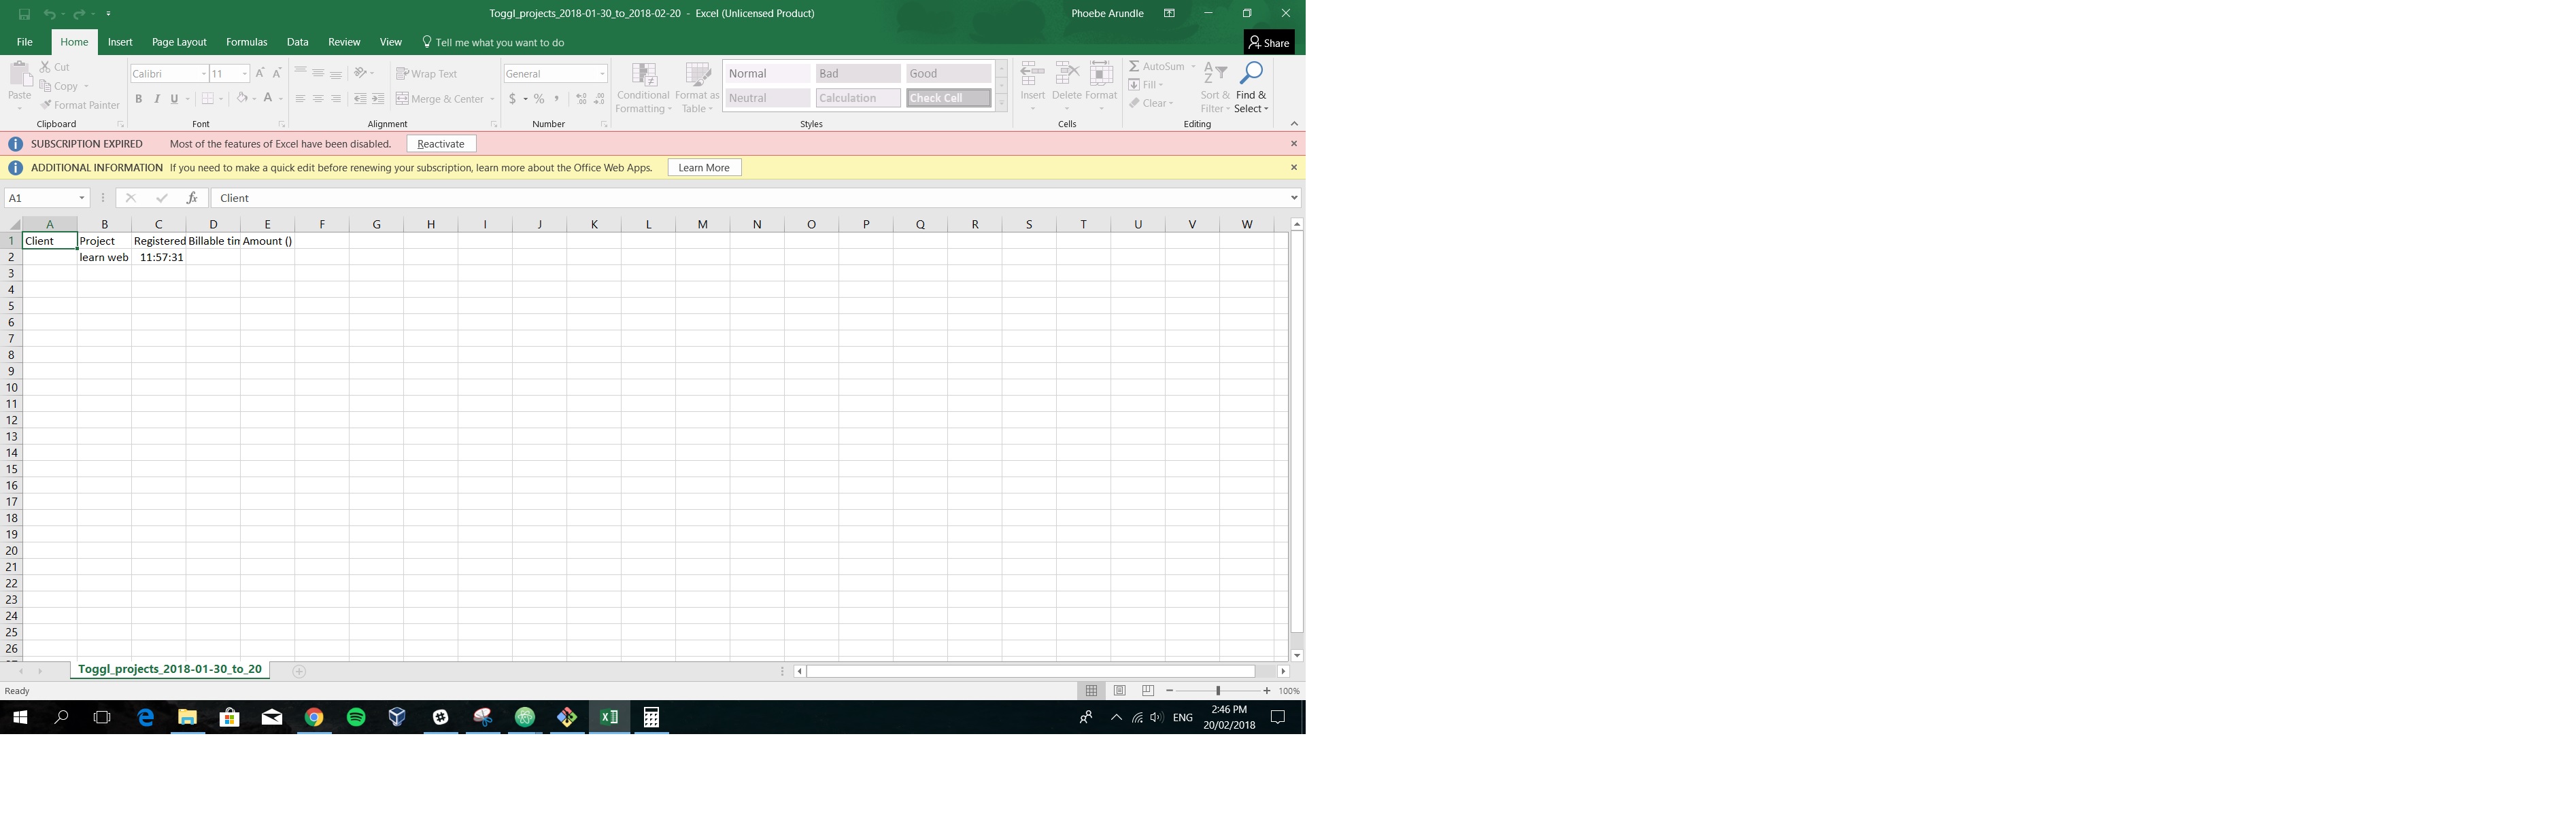 Toggl_projects_2018-01-30_to_2018-02-20 - Excel (Unlicensed Product)
Phoebe Arundle
File Home Insert Page Layout Formulas Data Review View Tell me what you want to do
Share
Paste
Cut
Copy
Format Painter
Clipboard
Calibri 11
B I U
Font
Wrap Text
Merge & Center
Alignment
General
$ % ,
Number
Conditional Formatting
Format as Table
Normal Bad Good
Neutral Calculation Check Cell
Styles
Insert Delete Format
Cells
AutoSum
Fill
Clear
Sort & Filter
Find & Select
Editing
SUBSCRIPTION EXPIRED Most of the features of Excel have been disabled. Reactivate
ADDITIONAL INFORMATION If you need to make a quick edit before renewing your subscription, learn more about the Office Web Apps. Learn More
A1 fx Client
A B C D E F G H I J K L M N O P Q R S T U V W
1 Client Project Registered Billable tim Amount ()
2 learn web 11:57:31
3
4
5
6
7
8
9
10
11
12
13
14
15
16
17
18
19
20
21
22
23
24
25
26
Toggl_projects_2018-01-30_to_20
Ready
100%
ENG
2:46 PM
20/02/2018